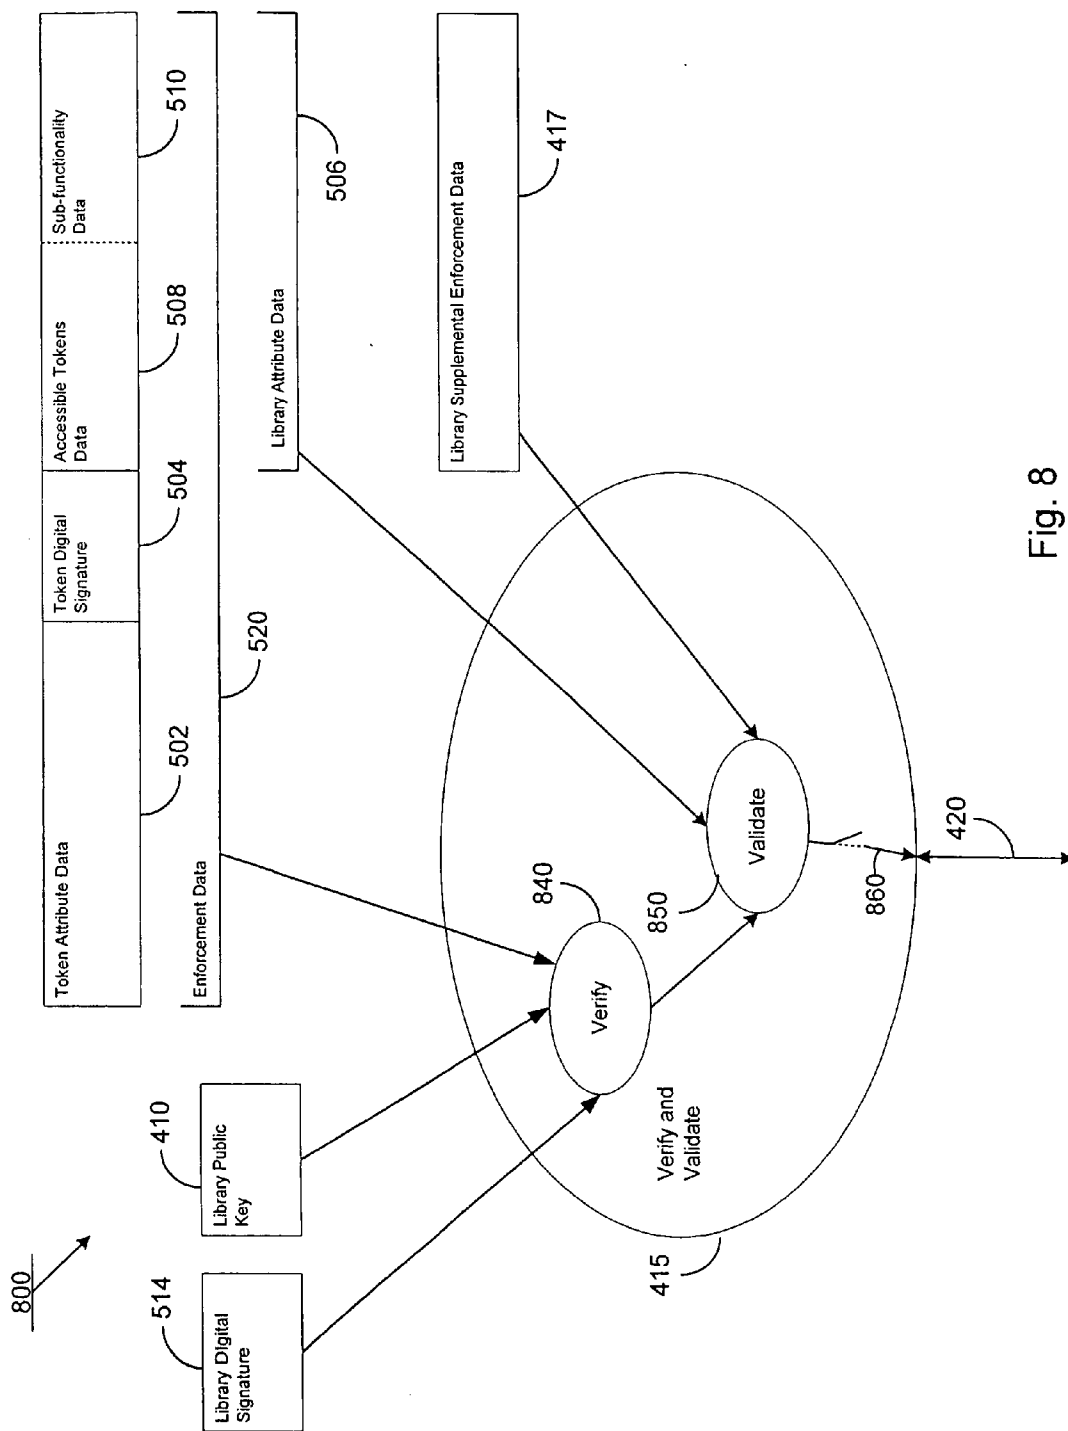 800
Token Attribute Data
Token Digital
Signature
Accessible Tokens
Data
Sub-functionality
Data
502
504
508
510
Enforcement Data
520
Library Attribute Data
506
Library Supplemental Enforcement Data
417
Library Public
Key
410
Library DIgital
Signature
514
Verify
840
Validate
850
Verify and
Validate
415
860
420
Fig. 8